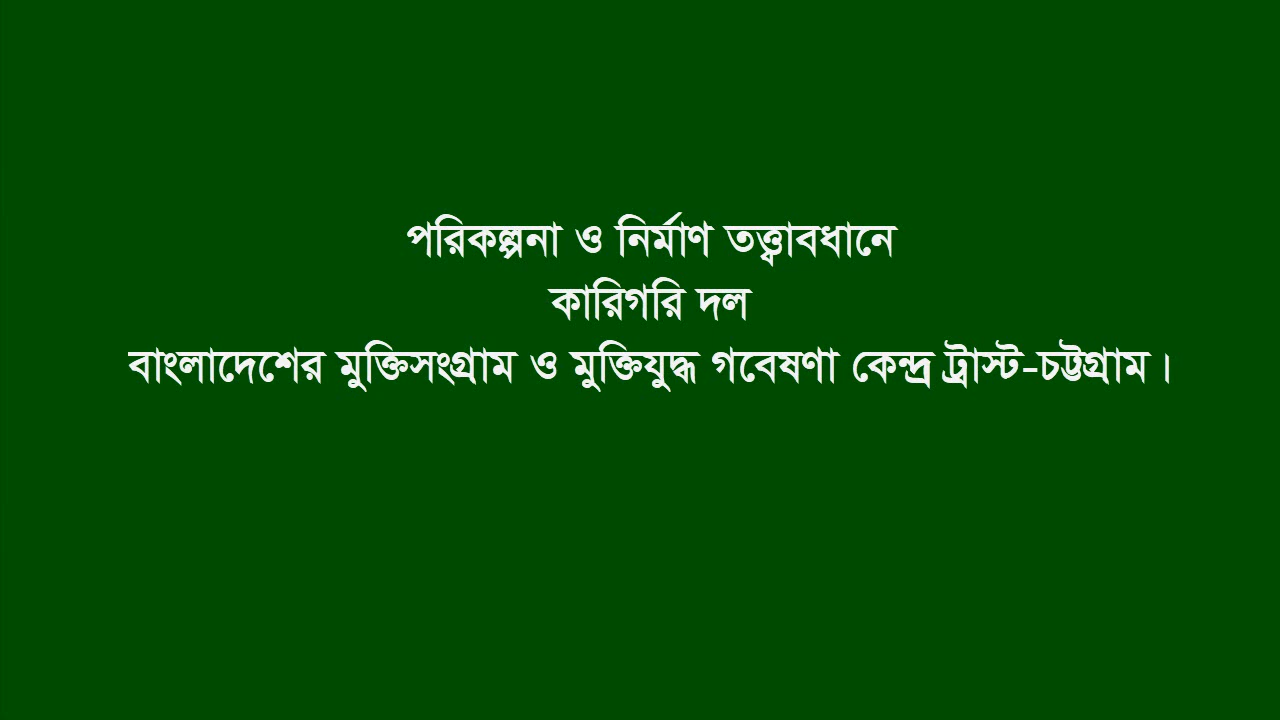 পরিকল্পনা ও নির্মাণ তত্ত্বাবধানে
কারিগরি দল
বাংলাদেশের মুক্তিসংগ্রাম ও মুক্তিযুদ্ধ গবেষণা কেন্দ্র ট্রাস্ট-চট্টগ্রাম।